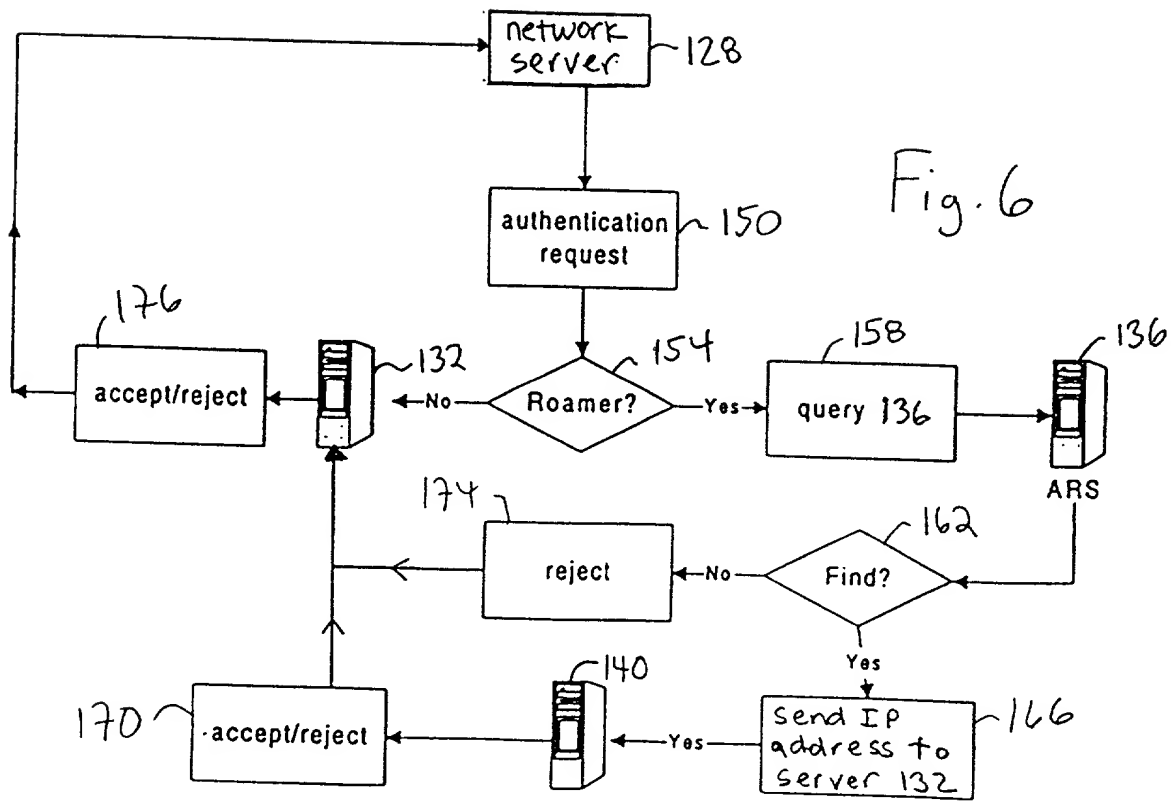 network
server
128
authentication
request
150
Fig. 6
176
accept/reject
132
No
Roamer?
154
Yes
158
query 136
136
ARS
174
reject
No
Find?
162
Yes
170
accept/reject
140
Yes
send IP
address to
server 132
166